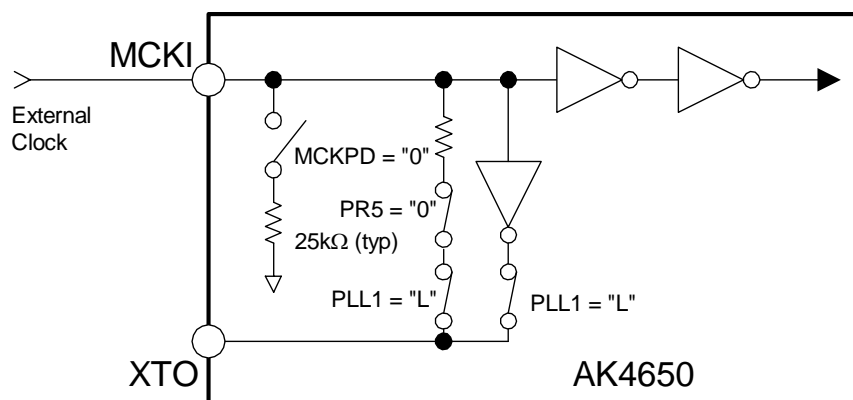 MCKI
External
Clock
MCKPD = "0"
PR5 = "0"
25kΩ (typ)
PLL1 = "L"
PLL1 = "L"
XTO
AK4650